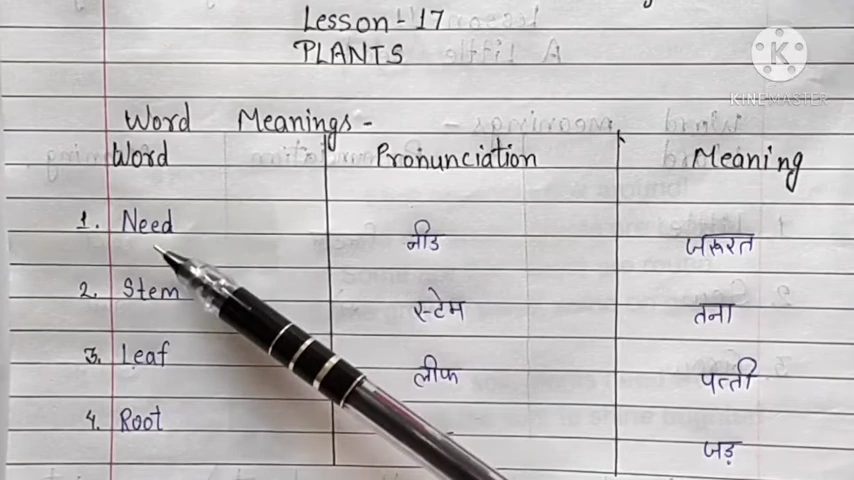 Lesson - 17
PLANTS
KINEMASTER
Word Meanings -
Word Pronunciation Meaning
1. Need नीड जरूरत
2. Stem स्टेम तना
3. Leaf लीफ पत्ती
4. Root जड़